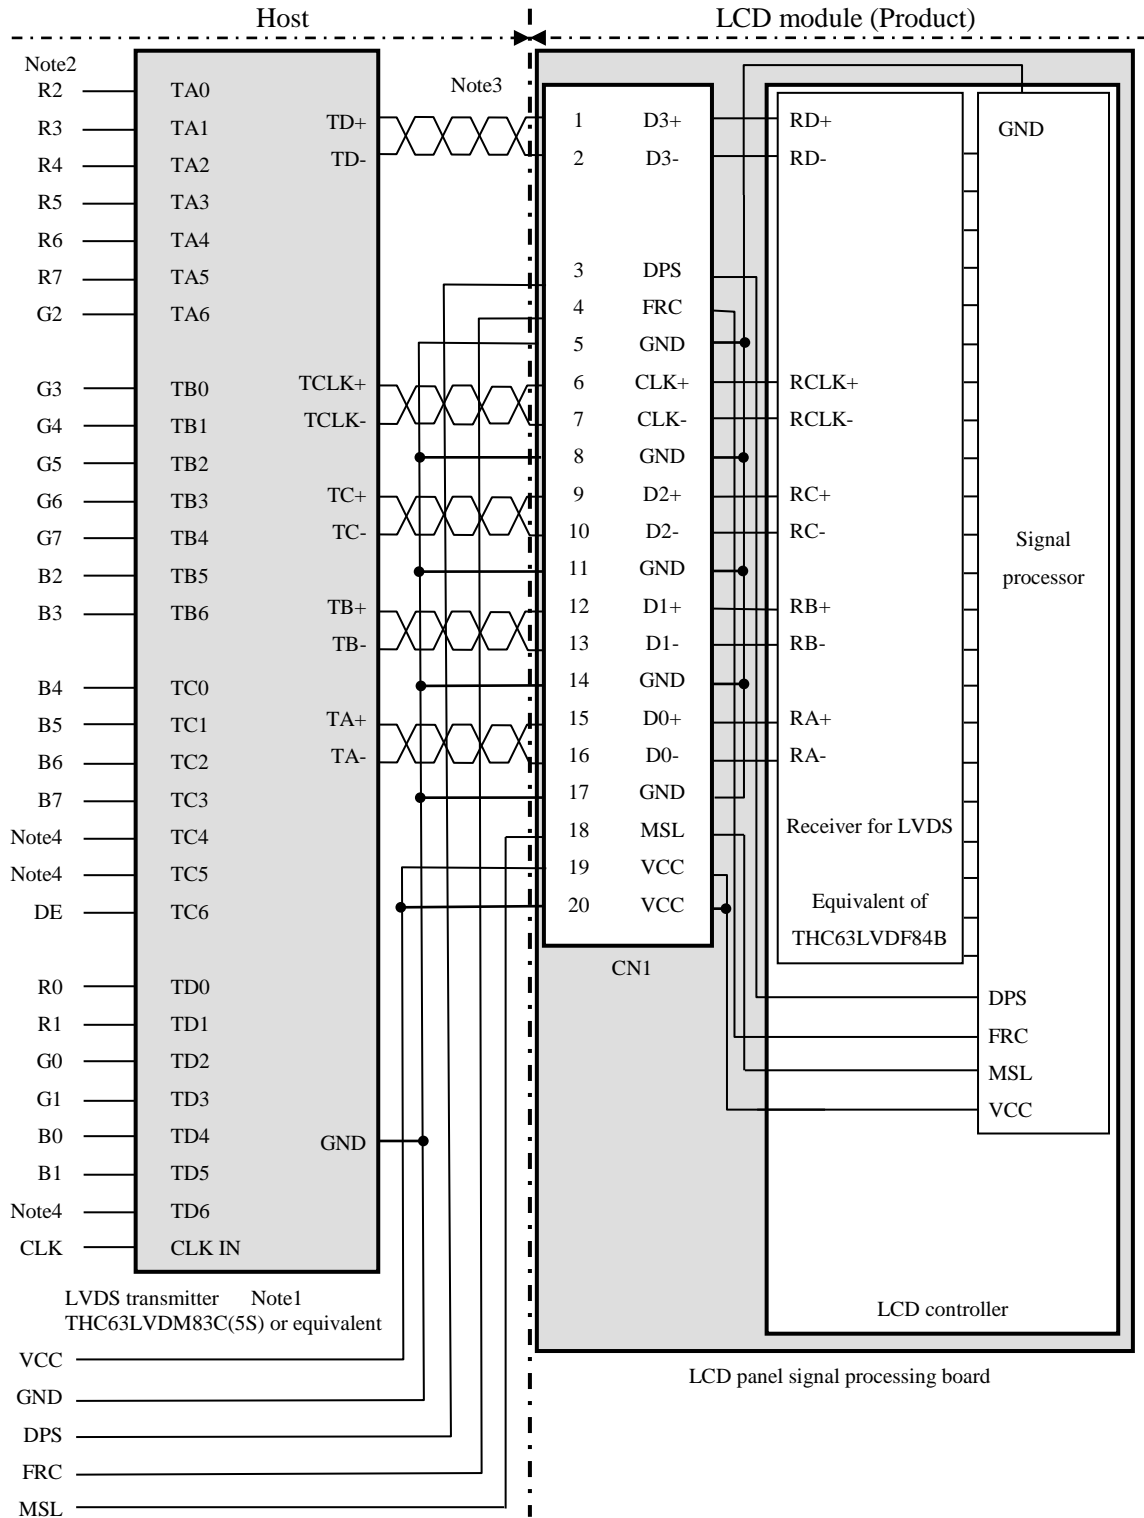 Host
LCD module (Product)
Note2
Note3
R2 TA0
R3 TA1
R4 TA2
R5 TA3
R6 TA4
R7 TA5
G2 TA6
G3 TB0
G4 TB1
G5 TB2
G6 TB3
G7 TB4
B2 TB5
B3 TB6
B4 TC0
B5 TC1
B6 TC2
B7 TC3
Note4 TC4
Note4 TC5
DE TC6
R0 TD0
R1 TD1
G0 TD2
G1 TD3
B0 TD4
B1 TD5
Note4 TD6
CLK CLK IN
TD+
TD-
TCLK+
TCLK-
TC+
TC-
TB+
TB-
TA+
TA-
GND
LVDS transmitter Note1
THC63LVDM83C(5S) or equivalent
VCC
GND
DPS
FRC
MSL
1 D3+
2 D3-
3 DPS
4 FRC
5 GND
6 CLK+
7 CLK-
8 GND
9 D2+
10 D2-
11 GND
12 D1+
13 D1-
14 GND
15 D0+
16 D0-
17 GND
18 MSL
19 VCC
20 VCC
CN1
RD+
RD-
RCLK+
RCLK-
RC+
RC-
RB+
RB-
RA+
RA-
Receiver for LVDS
Equivalent of
THC63LVDF84B
GND
Signal
processor
DPS
FRC
MSL
VCC
LCD controller
LCD panel signal processing board